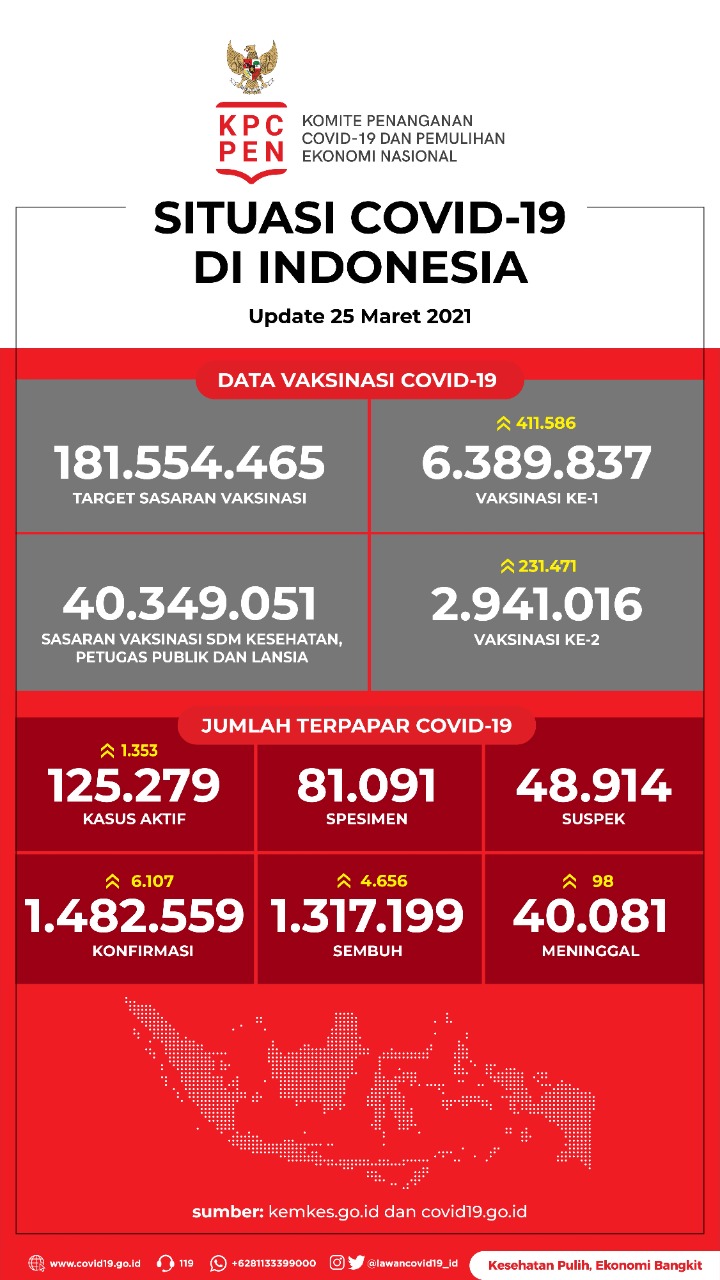 KPC
PEN
KOMITE PENANGANAN
COVID-19 DAN PEMULIHAN
EKONOMI NASIONAL
SITUASI COVID-19
DI INDONESIA
Update 25 Maret 2021
DATA VAKSINASI COVID-19
181.554.465
TARGET SASARAN VAKSINASI
411.586
6.389.837
VAKSINASI KE-1
40.349.051
SASARAN VAKSINASI SDM KESEHATAN,
PETUGAS PUBLIK DAN LANSIA
231.471
2.941.016
VAKSINASI KE-2
JUMLAH TERPAPAR COVID-19
1.353
125.279
KASUS AKTIF
81.091
SPESIMEN
48.914
SUSPEK
6.107
1.482.559
KONFIRMASI
4.656
1.317.199
SEMBUH
98
40.081
MENINGGAL
sumber: kemkes.go.id dan covid19.go.id
www.covid19.go.id
119
+6281133399000
@lawancovid19_id
Kesehatan Pulih, Ekonomi Bangkit